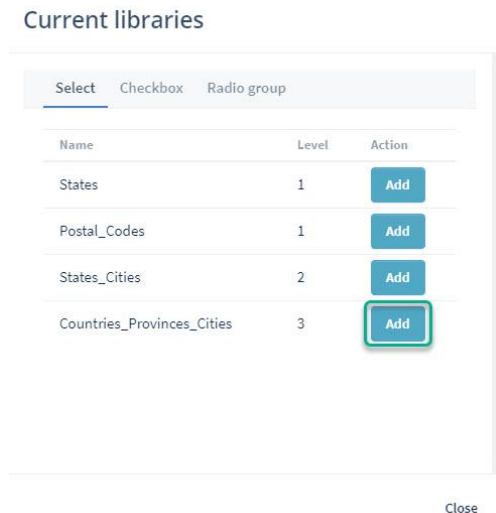 Current libraries
Select Checkbox Radio group
Name Level Action
States 1 Add
Postal_Codes 1 Add
States_Cities 2 Add
Countries_Provinces_Cities 3 Add
Close